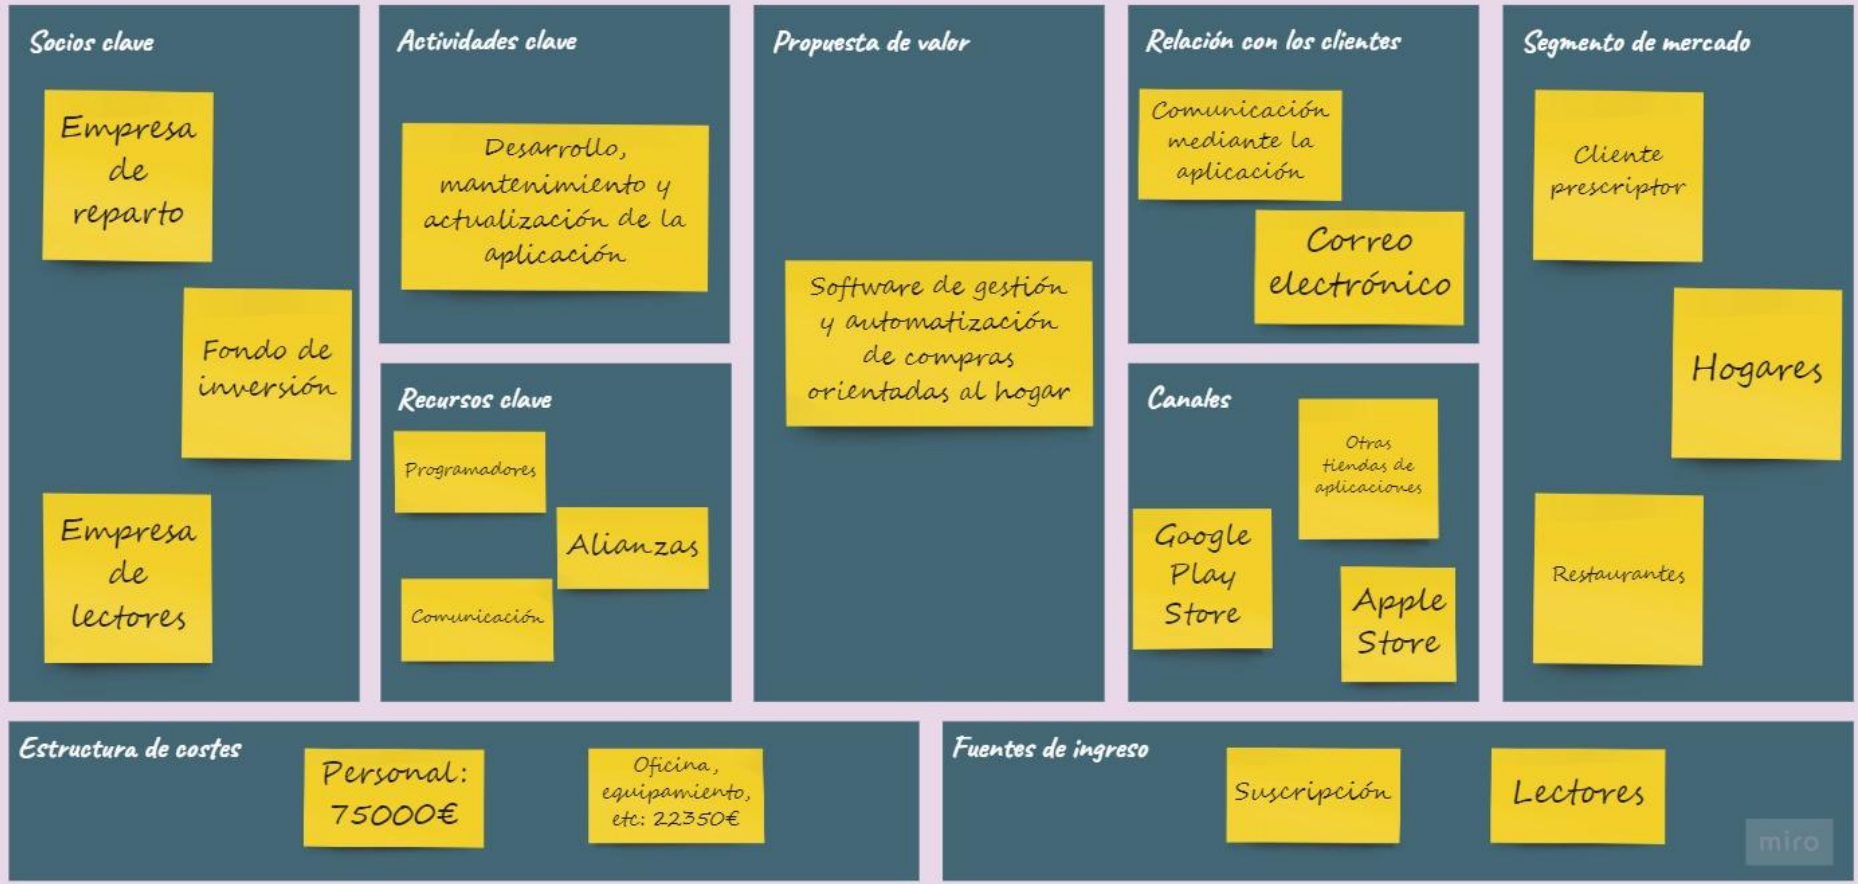 Socios clave
Empresa
de
reparto
Fondo de
inversión
Empresa
de
lectores
Actividades clave
Desarrollo,
mantenimiento y
actualización de la
aplicación
Recursos clave
Programadores
Alianzas
Comunicación
Propuesta de valor
Software de gestión
y automatización
de compras
orientadas al hogar
Relación con los clientes
Comunicación
mediante la
aplicación
Correo
electrónico
Canales
Otras
tiendas de
aplicaciones
Google
Play
Store
Apple
Store
Segmento de mercado
Cliente
prescriptor
Hogares
Restaurantes
Estructura de costes
Personal:
75000€
Oficina,
equipamiento,
etc: 22350€
Fuentes de ingreso
Suscripción
Lectores
miro